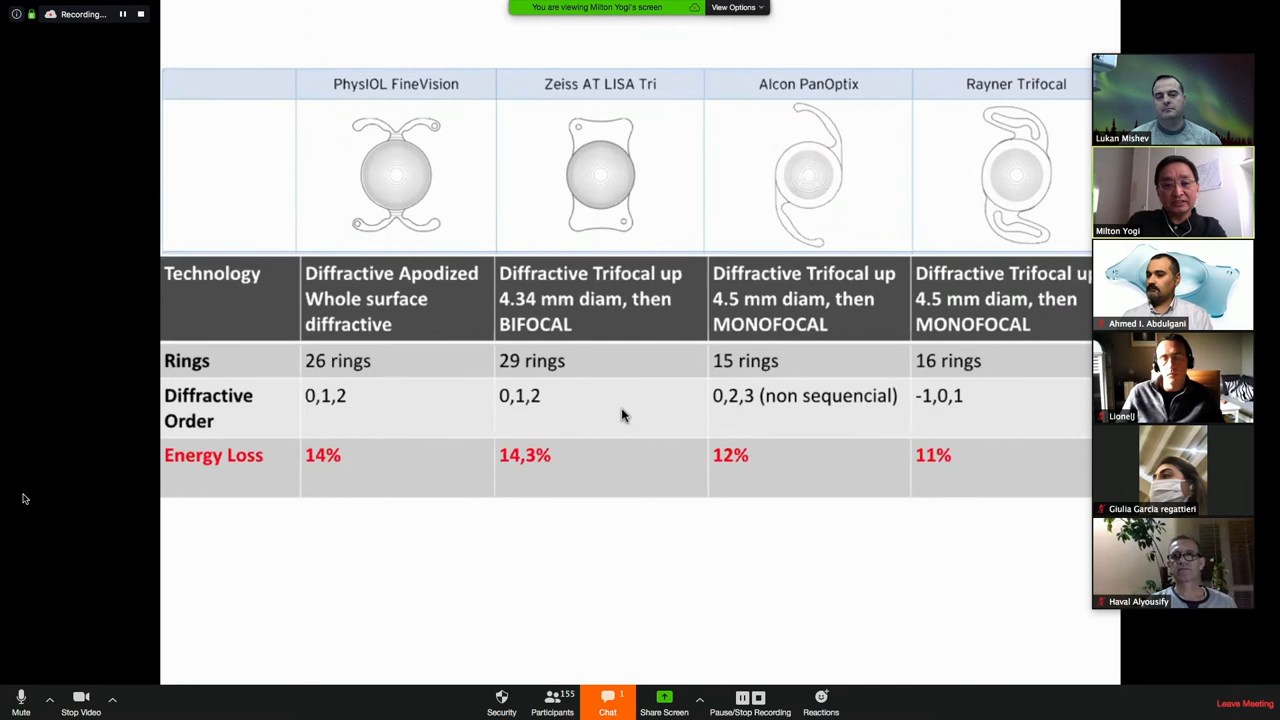 Recording...
You are viewing Milton Yogi's screen
View Options
PhysIOL FineVision
Zeiss AT LISA Tri
Alcon PanOptix
Rayner Trifocal
Technology
Diffractive Apodized
Whole surface
diffractive
Diffractive Trifocal up
4.34 mm diam, then
BIFOCAL
Diffractive Trifocal up
4.5 mm diam, then
MONOFOCAL
Diffractive Trifocal up
4.5 mm diam, then
MONOFOCAL
Rings
26 rings
29 rings
15 rings
16 rings
Diffractive
Order
0,1,2
0,1,2
0,2,3 (non sequencial)
-1,0,1
Energy Loss
14%
14,3%
12%
11%
Lukan Mishev
Milton Yogi
Ahmed I. Abdulgani
LionelJ
Giulia Garcia regattieri
Haval Alyousify
Mute
Stop Video
Security
155
Participants
1
Chat
Share Screen
Pause/Stop Recording
Reactions
Leave Meeting